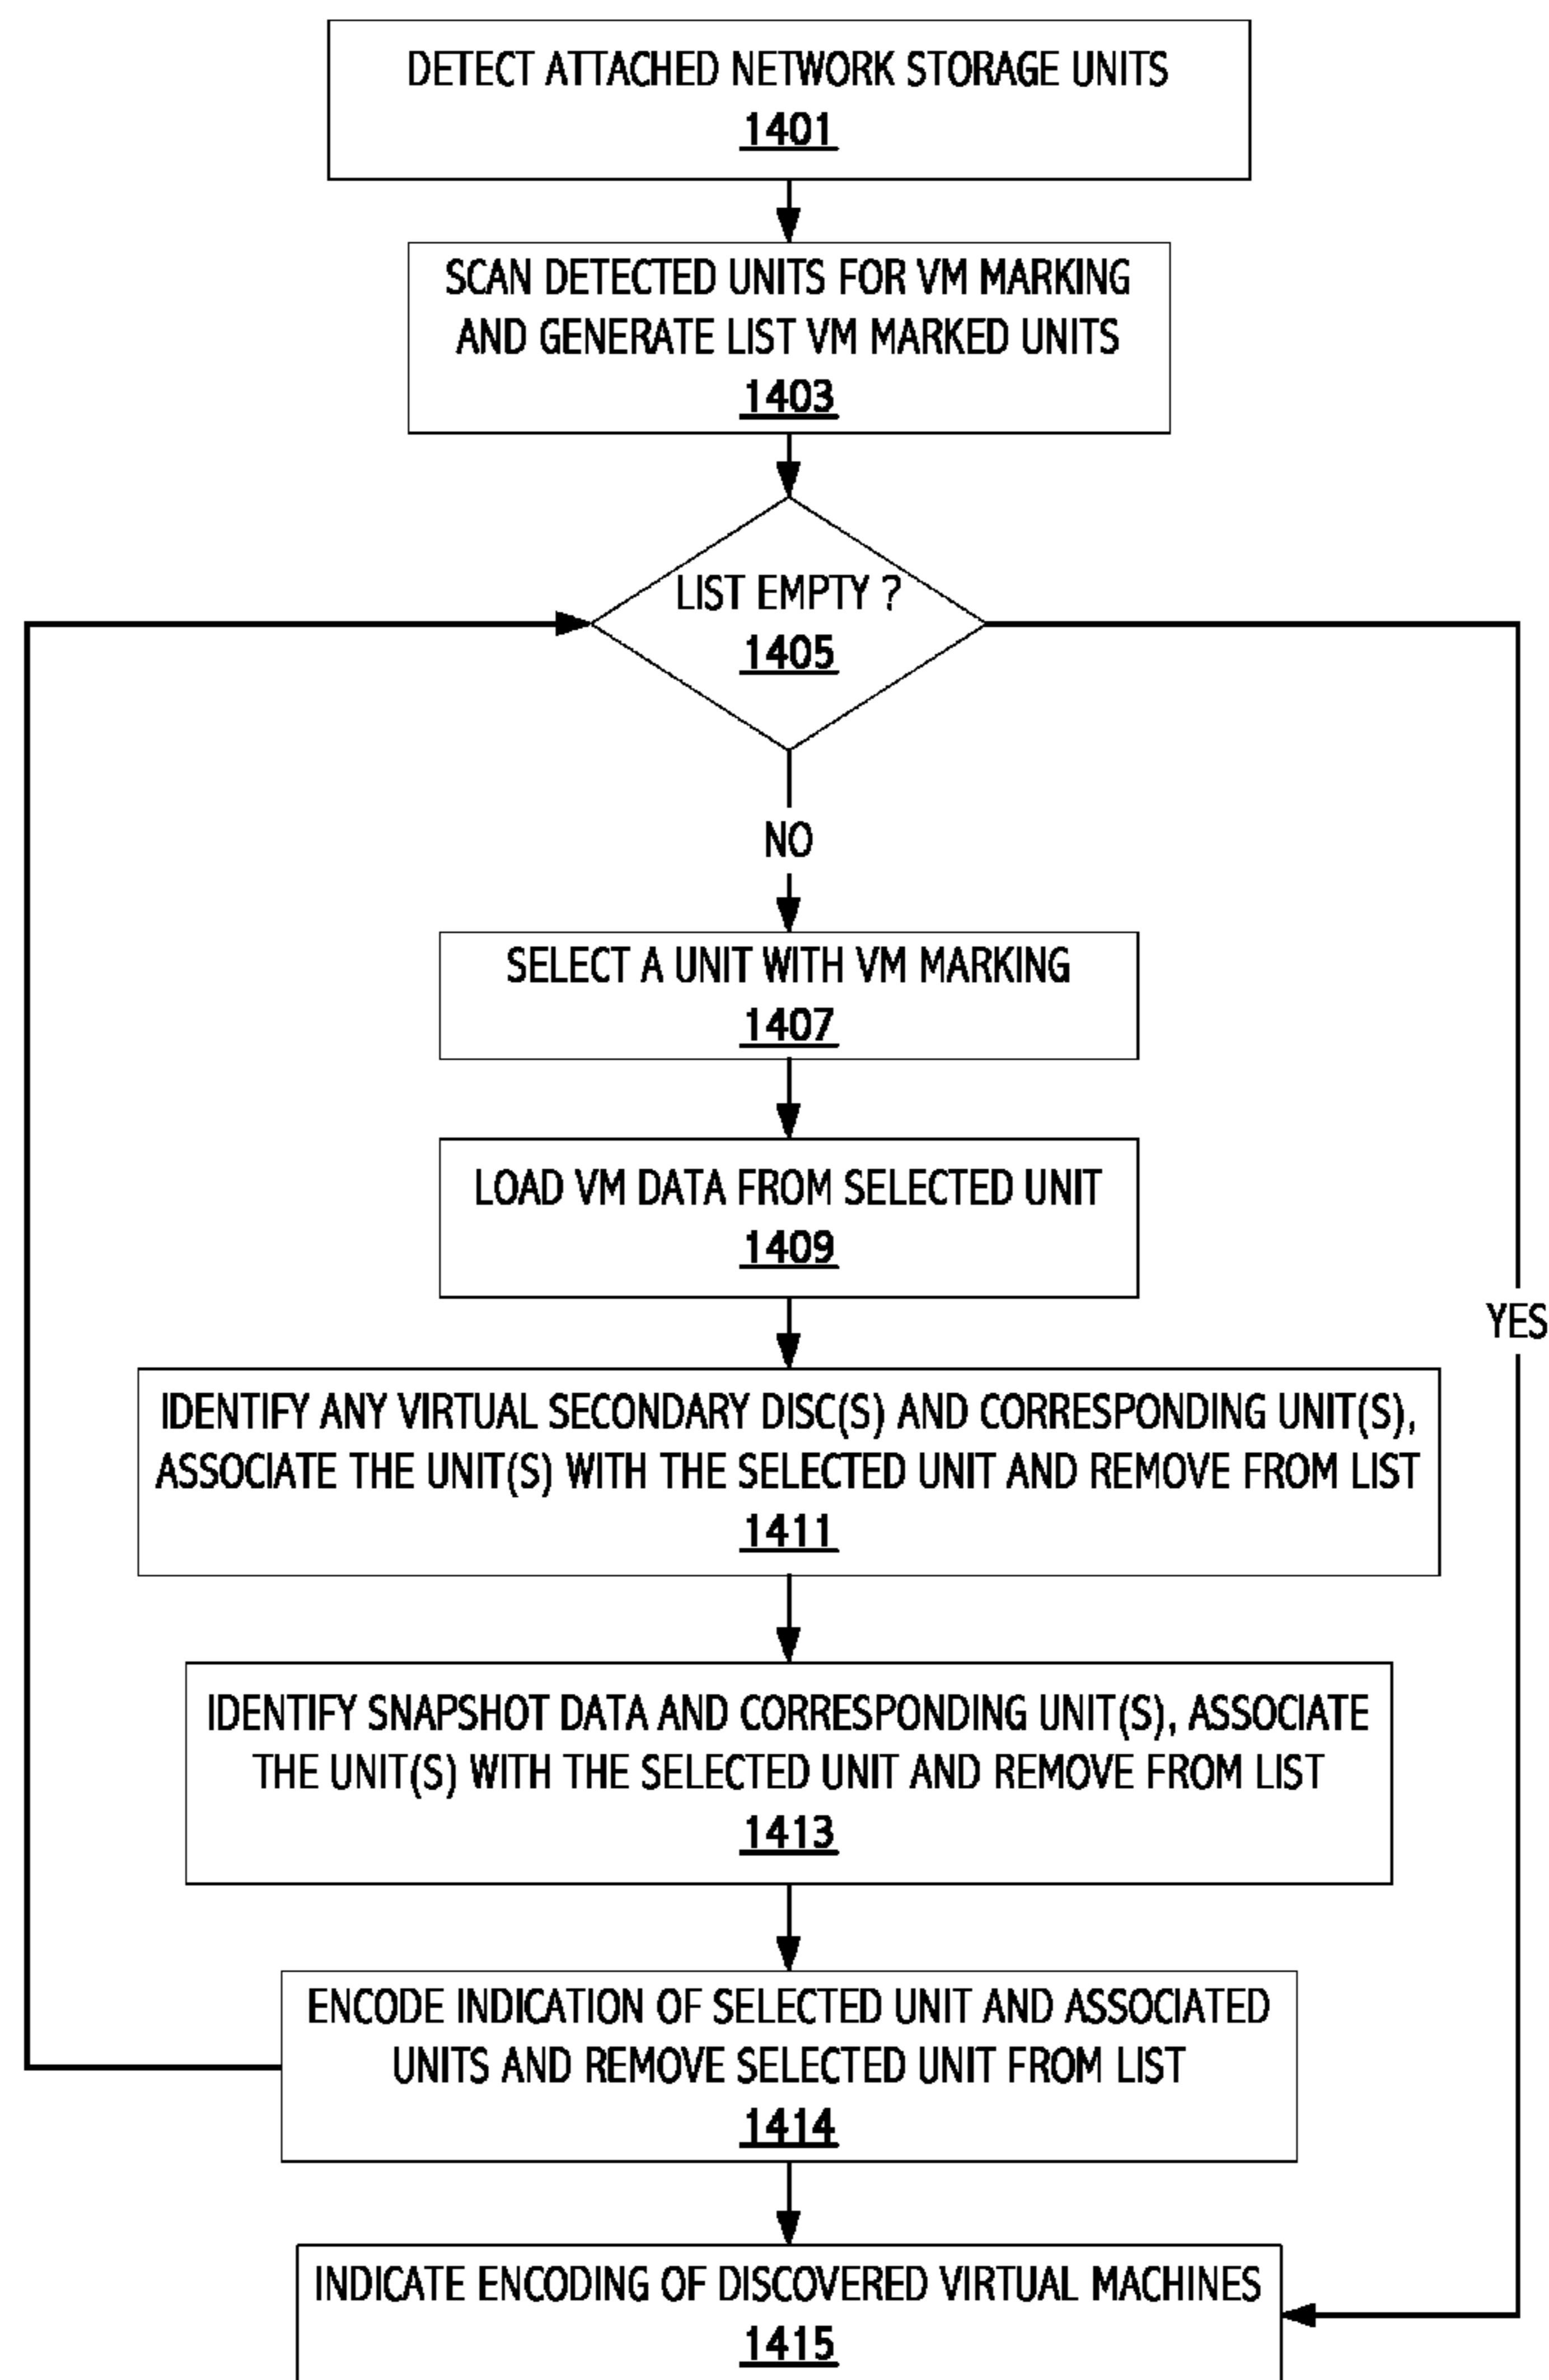 DETECT ATTACHED NETWORK STORAGE UNITS
1401
SCAN DETECTED UNITS FOR VM MARKING
AND GENERATE LIST VM MARKED UNITS
1403
LIST EMPTY ?
1405
NO
SELECT A UNIT WITH VM MARKING
1407
LOAD VM DATA FROM SELECTED UNIT
1409
YES
IDENTIFY ANY VIRTUAL SECONDARY DISC(S) AND CORRESPONDING UNIT(S),
ASSOCIATE THE UNIT(S) WITH THE SELECTED UNIT AND REMOVE FROM LIST
1411
IDENTIFY SNAPSHOT DATA AND CORRESPONDING UNIT(S), ASSOCIATE
THE UNIT(S) WITH THE SELECTED UNIT AND REMOVE FROM LIST
1413
ENCODE INDICATION OF SELECTED UNIT AND ASSOCIATED
UNITS AND REMOVE SELECTED UNIT FROM LIST
1414
INDICATE ENCODING OF DISCOVERED VIRTUAL MACHINES
1415